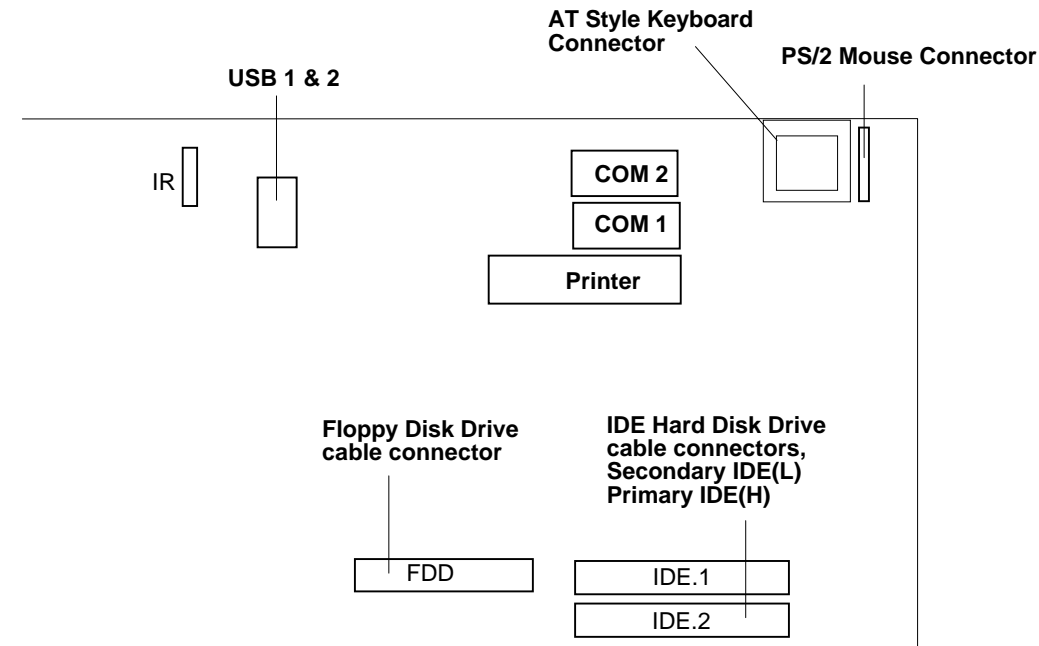 AT Style Keyboard
Connector
PS/2 Mouse Connector
USB 1 & 2
IR
COM 2
COM 1
Printer
Floppy Disk Drive
cable connector
IDE Hard Disk Drive
cable connectors,
Secondary IDE(L)
Primary IDE(H)
FDD
IDE.1
IDE.2